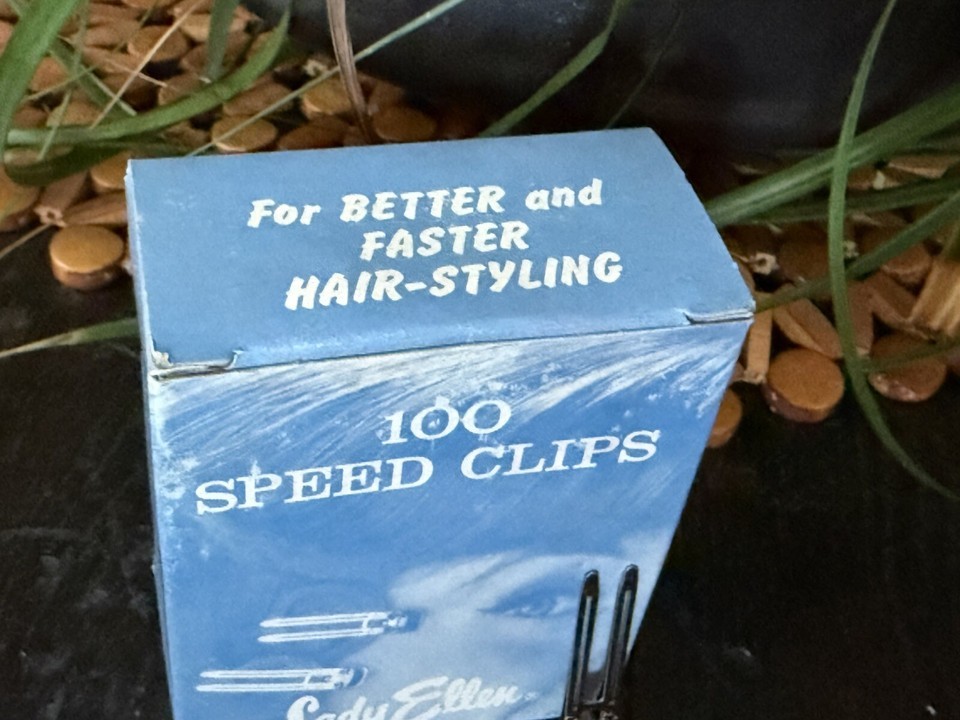 For BETTER and
FASTER
HAIR-STYLING
100
SPEED CLIPS
Lady Ellen